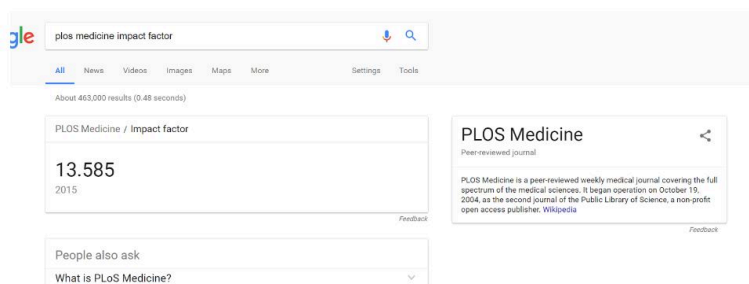 gle
plos medicine impact factor
All News Videos Images Maps More Settings Tools
About 463,000 results (0.48 seconds)
PLOS Medicine / Impact factor
13.585
2015
Feedback
People also ask
What is PLoS Medicine?
PLOS Medicine
Peer-reviewed journal
PLOS Medicine is a peer-reviewed weekly medical journal covering the full
spectrum of the medical sciences. It began operation on October 19,
2004, as the second journal of the Public Library of Science, a non-profit
open access publisher. Wikipedia
Feedback